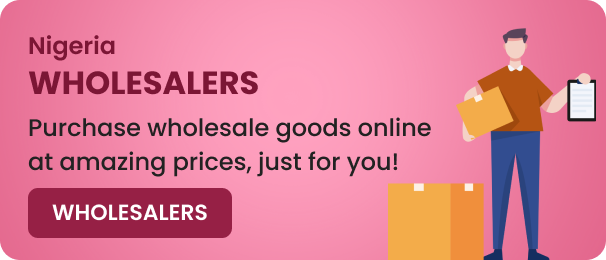 Nigeria
WHOLESALERS
Purchase wholesale goods online
at amazing prices, just for you!
WHOLESALERS